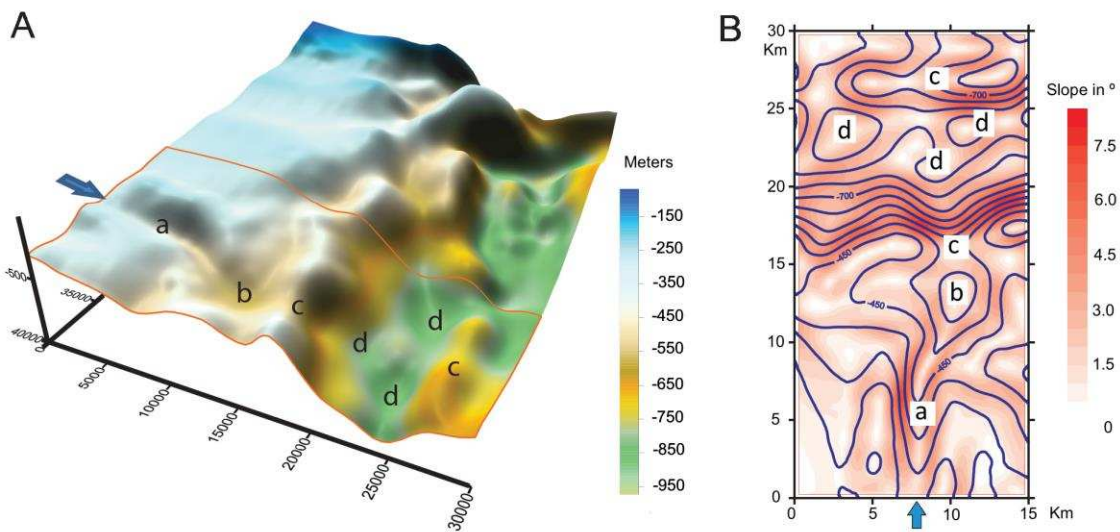 A
a
b
c
d
d
d
c
-500
35000
40000
0
5000
10000
15000
20000
25000
30000
Meters
-150
-250
-350
-450
-550
-650
-750
-850
-950
B
30
Km
25
20
15
10
5
0
0
5
10
15
Km
c
-700
d
d
d
-700
c
-450
b
-450
-450
a
Slope in º
7.5
6.0
4.5
3.0
1.5
0